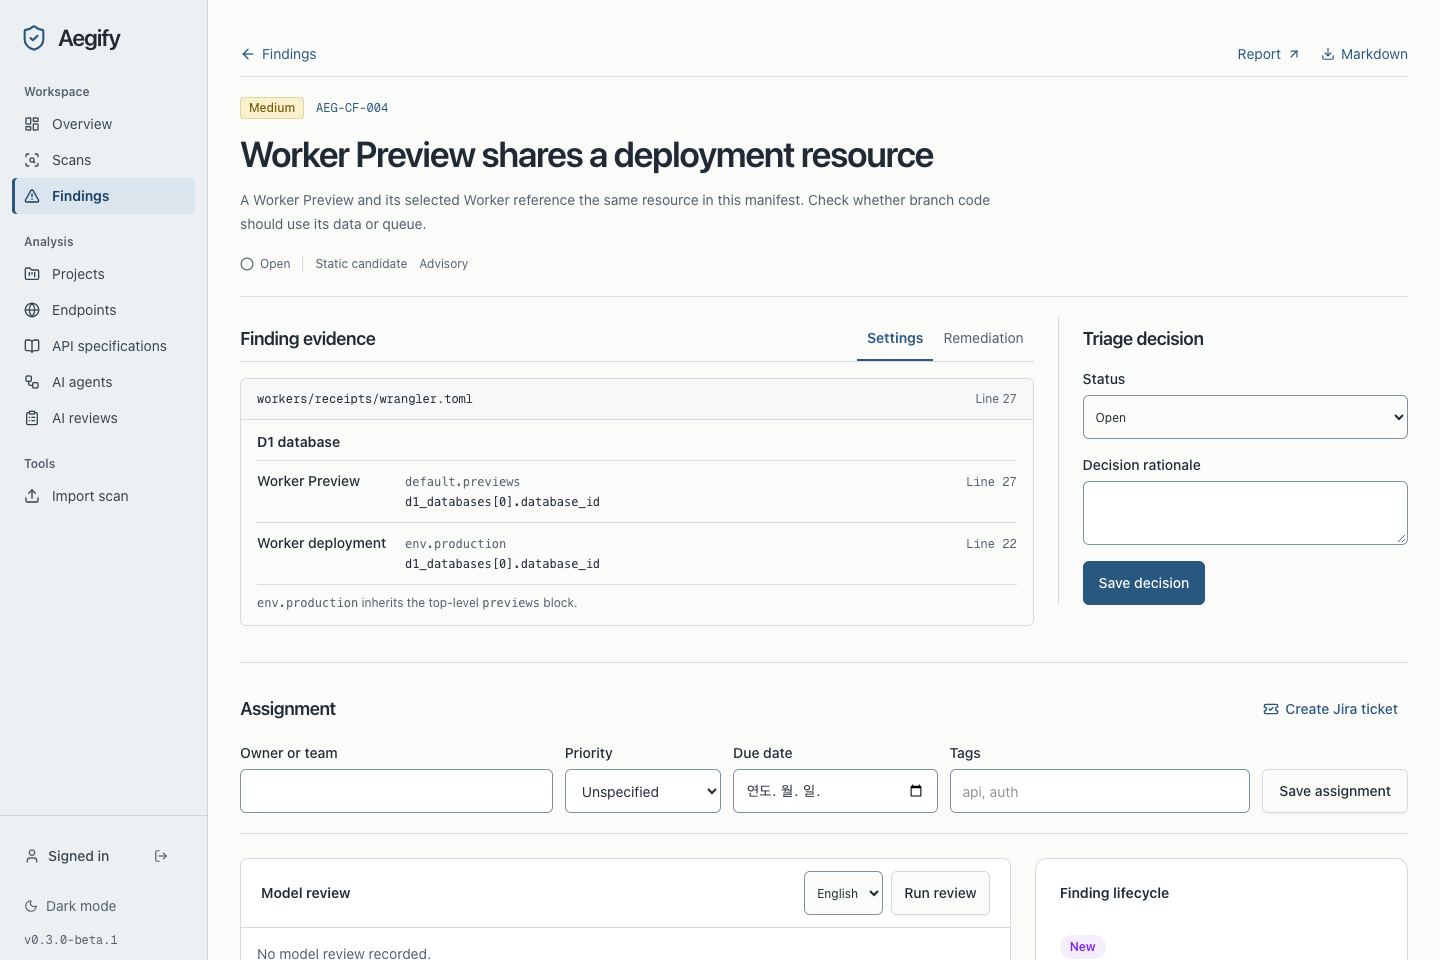 Aegify
Workspace
Overview
Scans
Findings
Analysis
Projects
Endpoints
API specifications
AI agents
AI reviews
Tools
Import scan
Signed in
Dark mode
v0.3.0-beta.1
Findings
Report
Markdown
Medium AEG-CF-004
Worker Preview shares a deployment resource
A Worker Preview and its selected Worker reference the same resource in this manifest. Check whether branch code
should use its data or queue.
Open Static candidate Advisory
Finding evidence
Settings Remediation
workers/receipts/wrangler.toml Line 27
D1 database
Worker Preview default.previews Line 27
d1_databases[0].database_id
Worker deployment env.production Line 22
d1_databases[0].database_id
env.production inherits the top-level previews block.
Triage decision
Status
Open
Decision rationale
Save decision
Assignment
Create Jira ticket
Owner or team
Priority
Unspecified
Due date
연도. 월. 일.
Tags
api, auth
Save assignment
Model review
English
Run review
No model review recorded.
Finding lifecycle
New